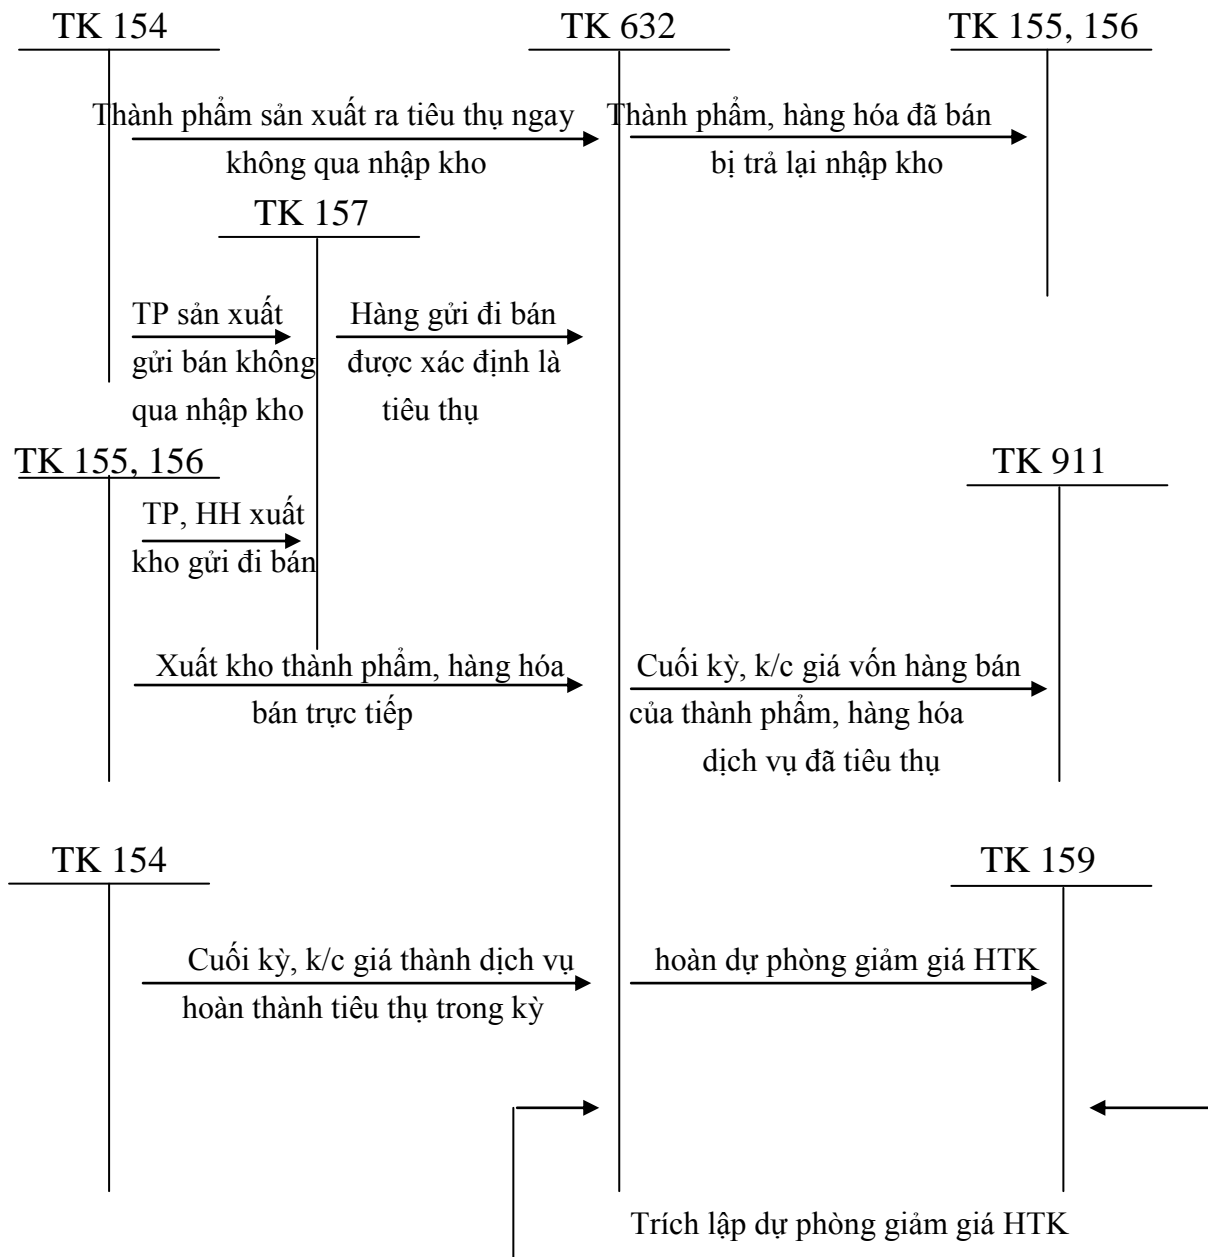 TK 154
TK 632
TK 155, 156
Thành phẩm sản xuất ra tiêu thụ ngay
không qua nhập kho
Thành phẩm, hàng hóa đã bán
bị trả lại nhập kho
TK 157
TP sản xuất
gửi bán không
qua nhập kho
Hàng gửi đi bán
được xác định là
tiêu thụ
TK 155, 156
TK 911
TP, HH xuất
kho gửi đi bán
Xuất kho thành phẩm, hàng hóa
bán trực tiếp
Cuối kỳ, k/c giá vốn hàng bán
của thành phẩm, hàng hóa
dịch vụ đã tiêu thụ
TK 154
TK 159
Cuối kỳ, k/c giá thành dịch vụ
hoàn thành tiêu thụ trong kỳ
hoàn dự phòng giảm giá HTK
Trích lập dự phòng giảm giá HTK